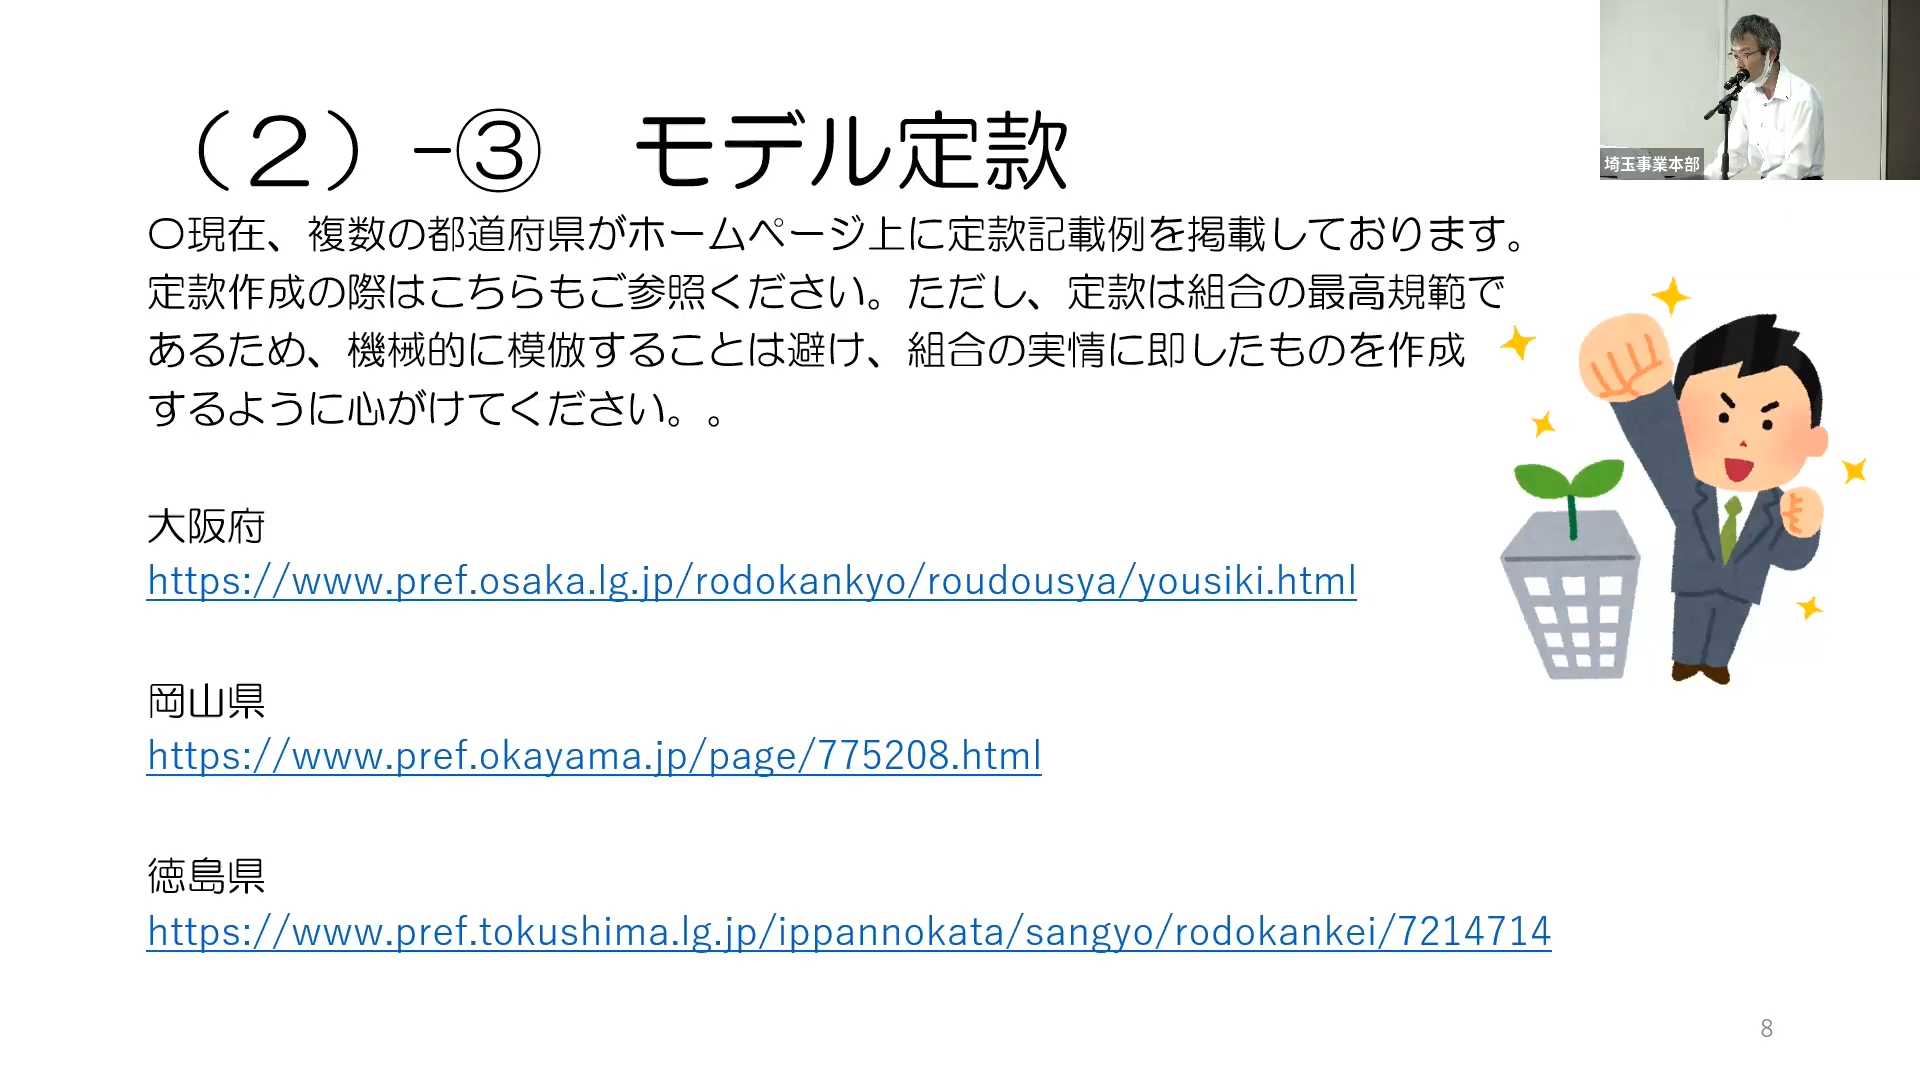 （２）-③　モデル定款
〇現在、複数の都道府県がホームページ上に定款記載例を掲載しております。
定款作成の際はこちらもご参照ください。ただし、定款は組合の最高規範で
あるため、機械的に模倣することは避け、組合の実情に即したものを作成
するように心がけてください。。
大阪府
https://www.pref.osaka.lg.jp/rodokankyo/roudousya/yousiki.html
岡山県
https://www.pref.okayama.jp/page/775208.html
徳島県
https://www.pref.tokushima.lg.jp/ippannokata/sangyo/rodokankei/7214714
埼玉事業本部
8